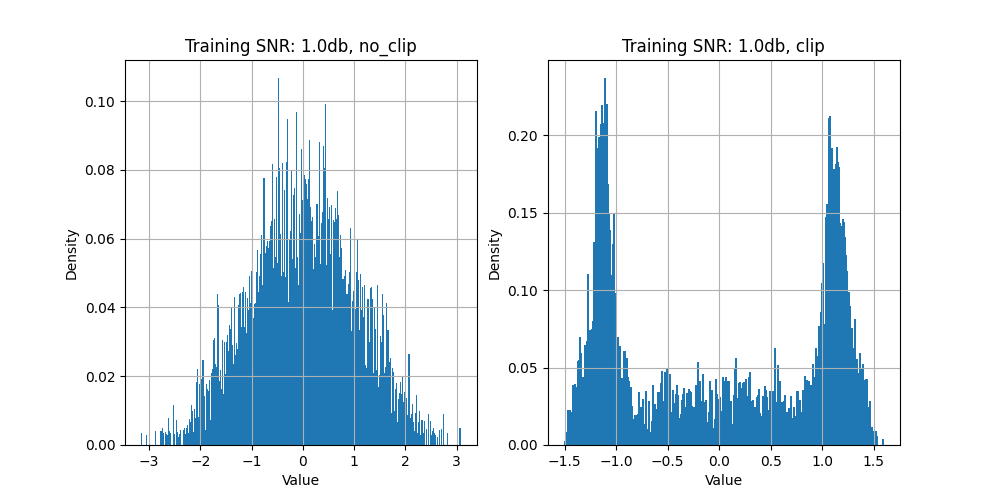 Training SNR: 1.0db, no_clip
Density
0.10
0.08
0.06
0.04
0.02
0.00
−3 −2 −1 0 1 2 3
Value
Training SNR: 1.0db, clip
Density
0.20
0.15
0.10
0.05
0.00
−1.5 −1.0 −0.5 0.0 0.5 1.0 1.5
Value